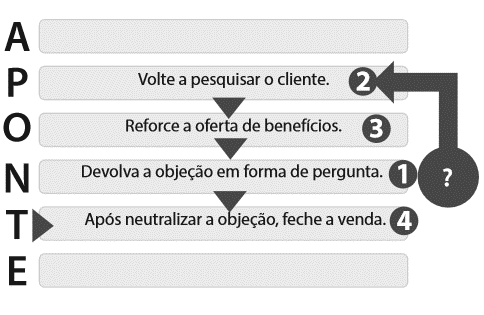 A
P Volte a pesquisar o cliente. 2
O Reforce a oferta de benefícios. 3
N Devolva a objeção em forma de pergunta. 1 ?
T Após neutralizar a objeção, feche a venda. 4
E